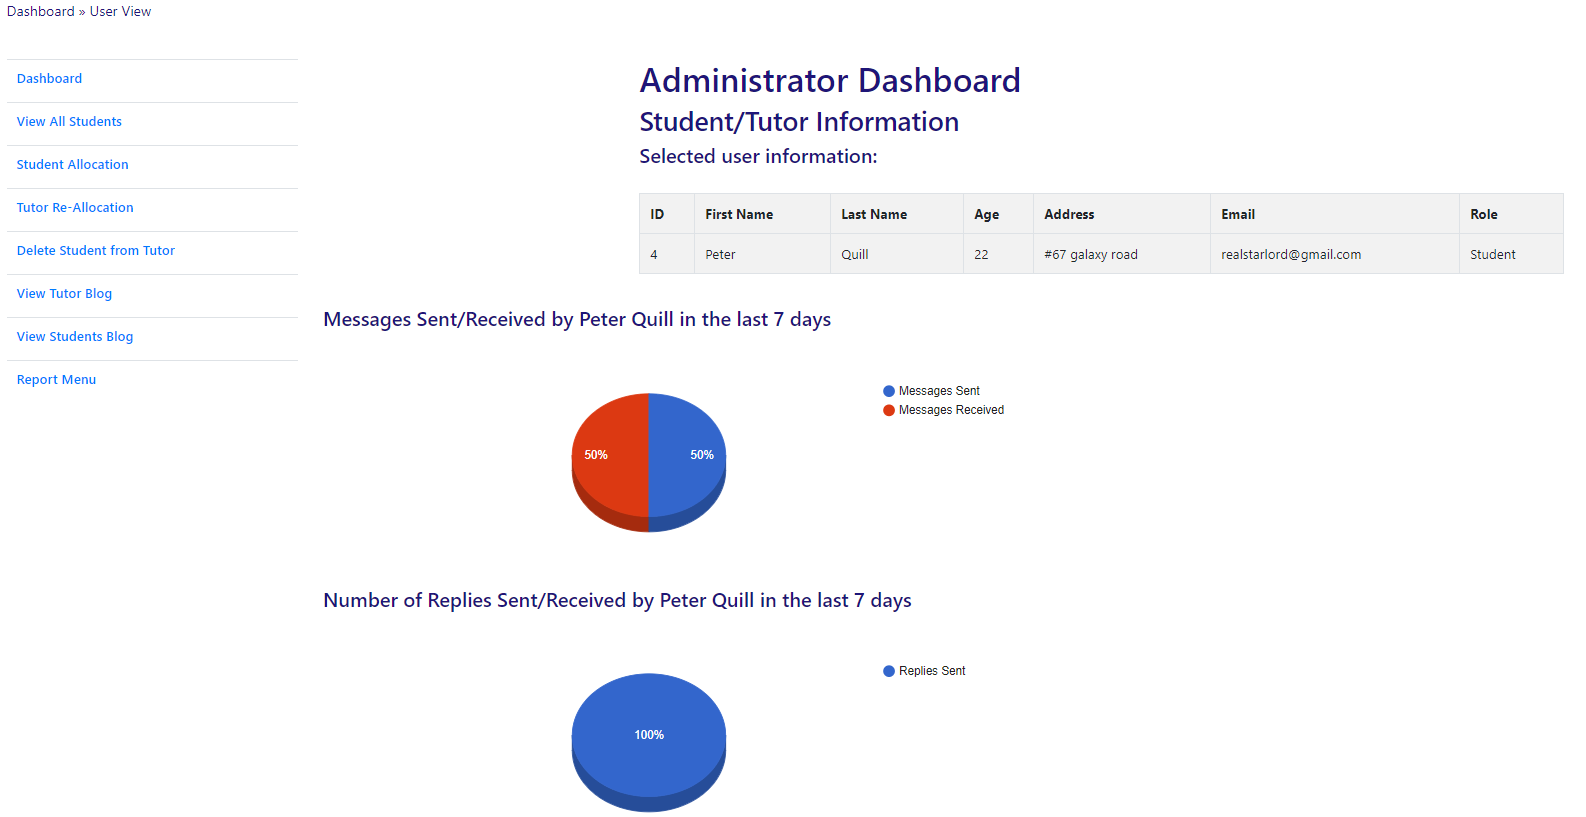 Dashboard » User View
Dashboard
View All Students
Student Allocation
Tutor Re-Allocation
Delete Student from Tutor
View Tutor Blog
View Students Blog
Report Menu
Administrator Dashboard
Student/Tutor Information
Selected user information:
ID First Name Last Name Age Address Email Role
4 Peter Quill 22 #67 galaxy road realstarlord@gmail.com Student
Messages Sent/Received by Peter Quill in the last 7 days
Messages Sent
Messages Received
50% 50%
Number of Replies Sent/Received by Peter Quill in the last 7 days
Replies Sent
100%